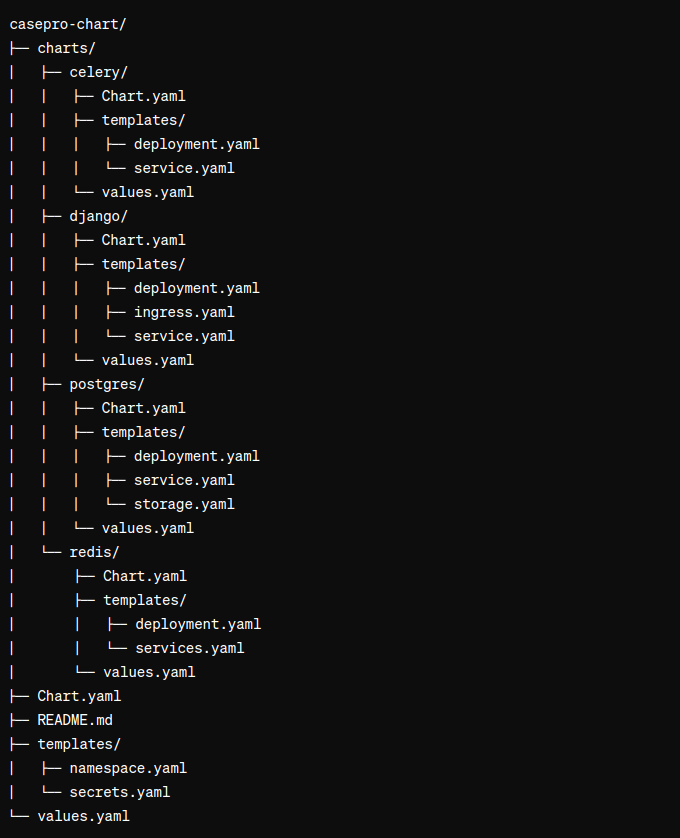 casepro-chart/
├── charts/
│   ├── celery/
│   │   ├── Chart.yaml
│   │   ├── templates/
│   │   │   ├── deployment.yaml
│   │   │   └── service.yaml
│   │   └── values.yaml
│   ├── django/
│   │   ├── Chart.yaml
│   │   ├── templates/
│   │   │   ├── deployment.yaml
│   │   │   ├── ingress.yaml
│   │   │   └── service.yaml
│   │   └── values.yaml
│   ├── postgres/
│   │   ├── Chart.yaml
│   │   ├── templates/
│   │   │   ├── deployment.yaml
│   │   │   ├── service.yaml
│   │   │   └── storage.yaml
│   │   └── values.yaml
│   └── redis/
│       ├── Chart.yaml
│       ├── templates/
│       │   ├── deployment.yaml
│       │   └── services.yaml
│       └── values.yaml
├── Chart.yaml
├── README.md
├── templates/
│   ├── namespace.yaml
│   └── secrets.yaml
└── values.yaml